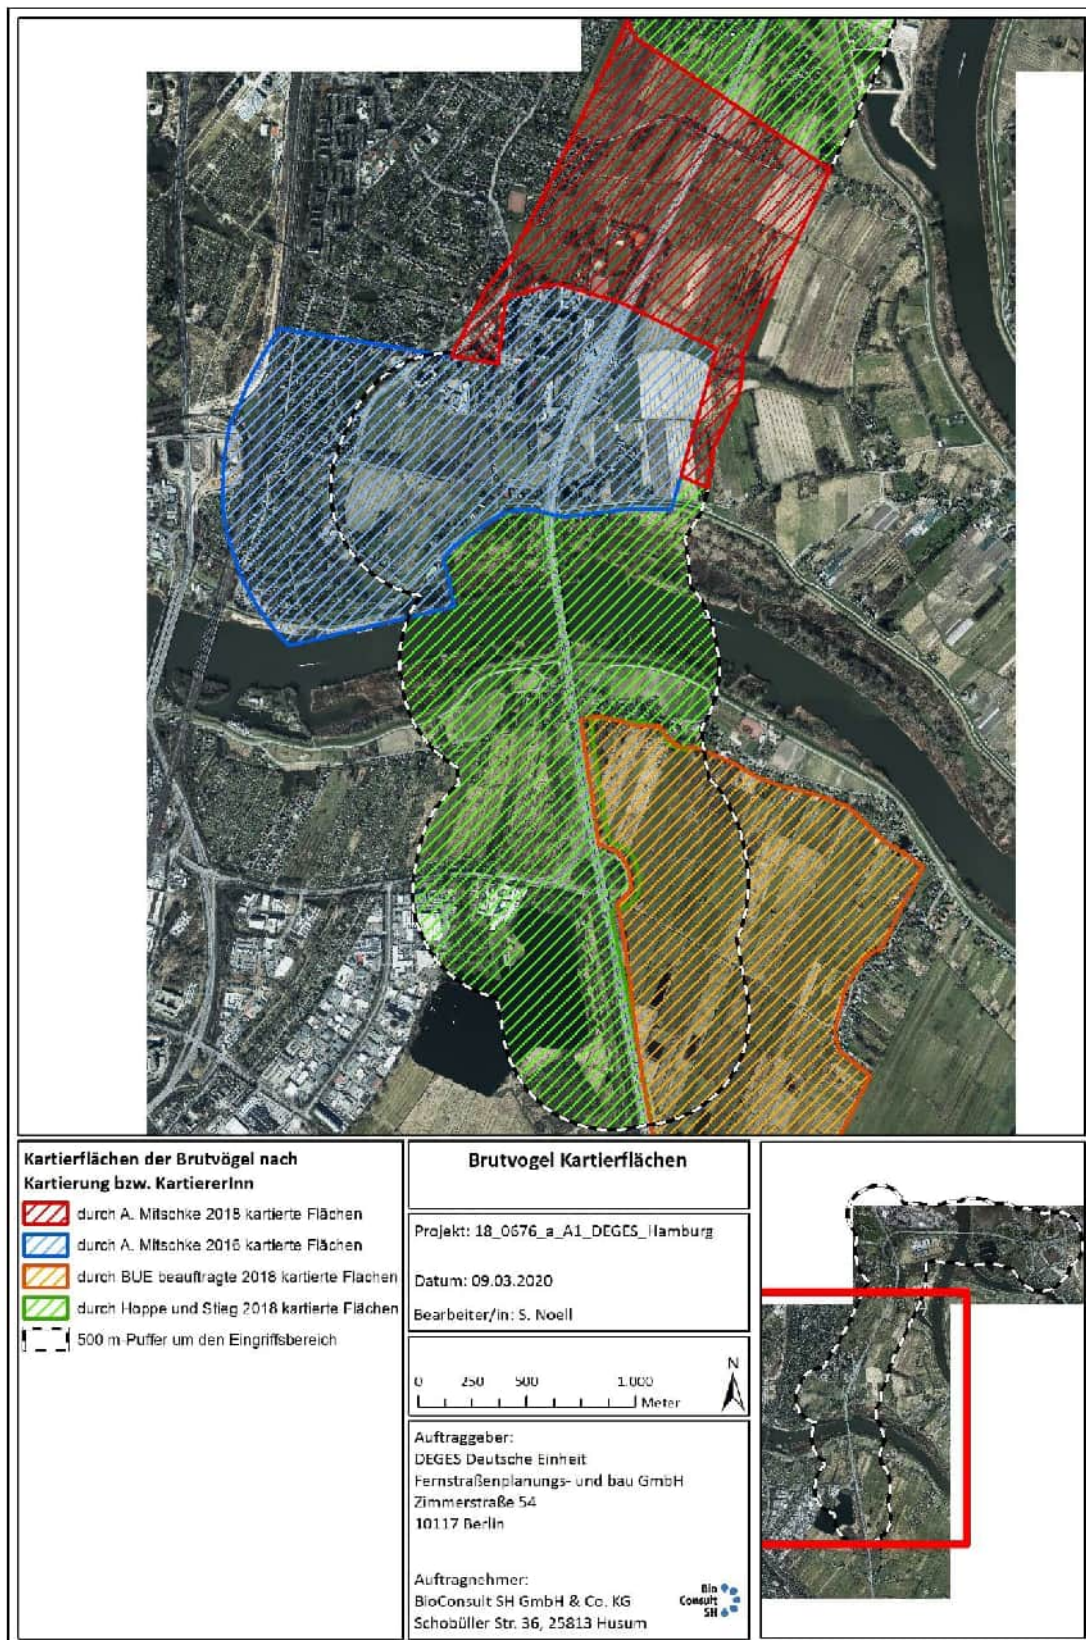 Kartierflächen der Brutvögel nach
Kartierung bzw. KartiererInn
durch A. Mitschke 2018 kartierte Flächen
durch A. Mitschke 2016 kartierte Flächen
durch BUE beauftragte 2018 kartierte Flächen
durch Hoppe und Stieg 2018 kartierte Flächen
500 m-Puffer um den Eingriffsbereich
Brutvogel Kartierflächen
Projekt: 18_0676_a_A1_DEGES_Hamburg
Datum: 09.03.2020
Bearbeiter/in: S. Noell
0 250 500 1.000
Meter
N
Auftraggeber:
DEGES Deutsche Einheit
Fernstraßenplanungs- und bau GmbH
Zimmerstraße 54
10117 Berlin
Auftragnehmer:
BioConsult SH GmbH & Co. KG
Schobüller Str. 36, 25813 Husum
Bio
Consult
SH